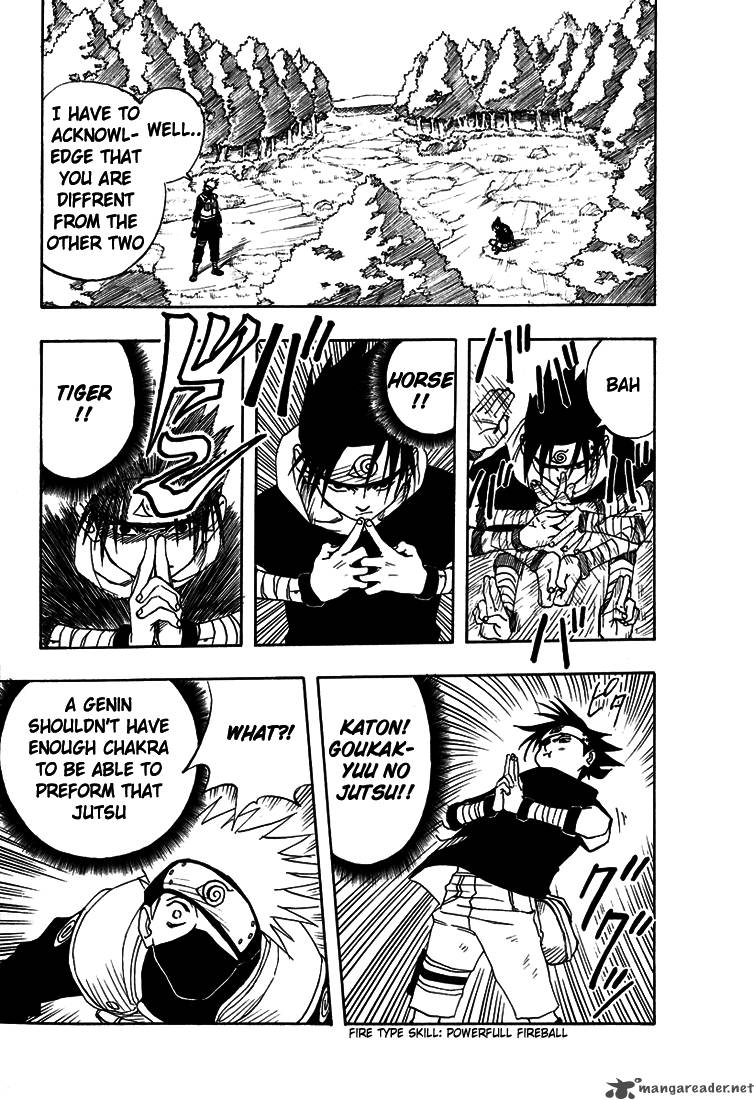 WELL..
I HAVE TO
ACKNOWL-
EDGE THAT
YOU ARE
DIFFRENT
FROM THE
OTHER TWO
BAH
HORSE
!!
TIGER
!!
KATON!
GOUKAK-
YUU NO
JUTSU!!
FIRE TYPE SKILL: POWERFULL FIREBALL
WHAT?!
A GENIN
SHOULDN'T HAVE
ENOUGH CHAKRA
TO BE ABLE TO
PREFORM THAT
JUTSU
mangareader.net